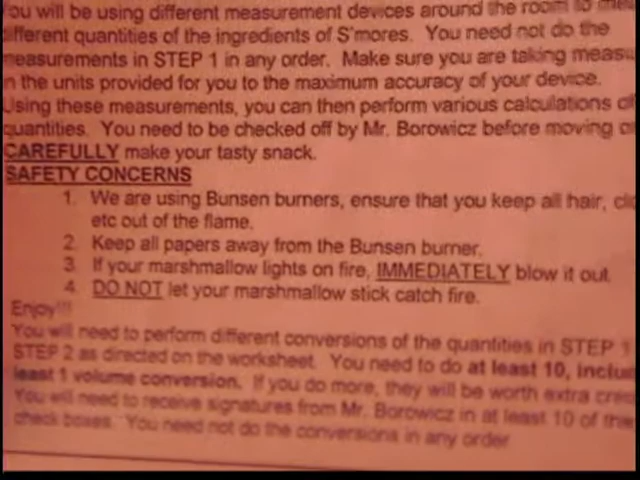 You will be using different measurement devices around the room to
different quantities of the ingredients of S'mores. You need not do the
measurements in STEP 1 in any order. Make sure you are taking
in the units provided for you to the maximum accuracy of your device.
Using these measurements, you can then perform various calculations
quantities. You need to be checked off by Mr. Borowicz before moving
CAREFULLY make your tasty snack.
SAFETY CONCERNS
1. We are using Bunsen burners, ensure that you keep all hair,
etc out of the flame.
2. Keep all papers away from the Bunsen burner.
3. If your marshmallow lights on fire, IMMEDIATELY blow it out.
4. DO NOT let your marshmallow stick catch fire.
Enjoy!!!
You will need to perform different conversions of the quantities in STEP 1
STEP 2 as directed on the worksheet. You need to do at least 10,
least 1 volume conversion. If you do more, they will be worth extra
You will need to receive signatures from Mr. Borowicz in at least 10 of
check boxes. You need not do the conversions in any order.